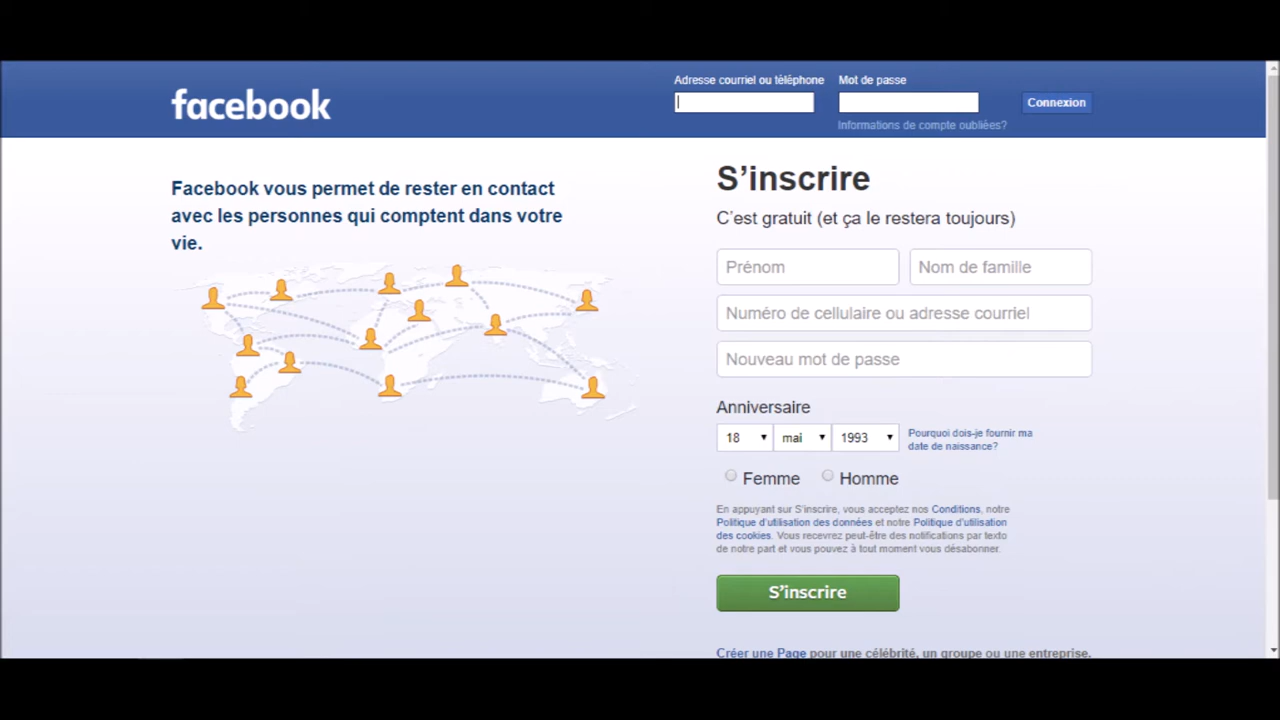 facebook
Adresse courriel ou téléphone
Mot de passe
Connexion
Informations de compte oubliées?
Facebook vous permet de rester en contact
avec les personnes qui comptent dans votre
vie.
S'inscrire
C'est gratuit (et ça le restera toujours)
Prénom
Nom de famille
Numéro de cellulaire ou adresse courriel
Nouveau mot de passe
Anniversaire
18
mai
1993
Pourquoi dois-je fournir ma
date de naissance?
Femme
Homme
En appuyant sur S'inscrire, vous acceptez nos Conditions, notre
Politique d'utilisation des données et notre Politique d'utilisation
des cookies. Vous recevrez peut-être des notifications par texto
de notre part et vous pouvez à tout moment vous désabonner.
S'inscrire
Créer une Page pour une célébrité, un groupe ou une entreprise.